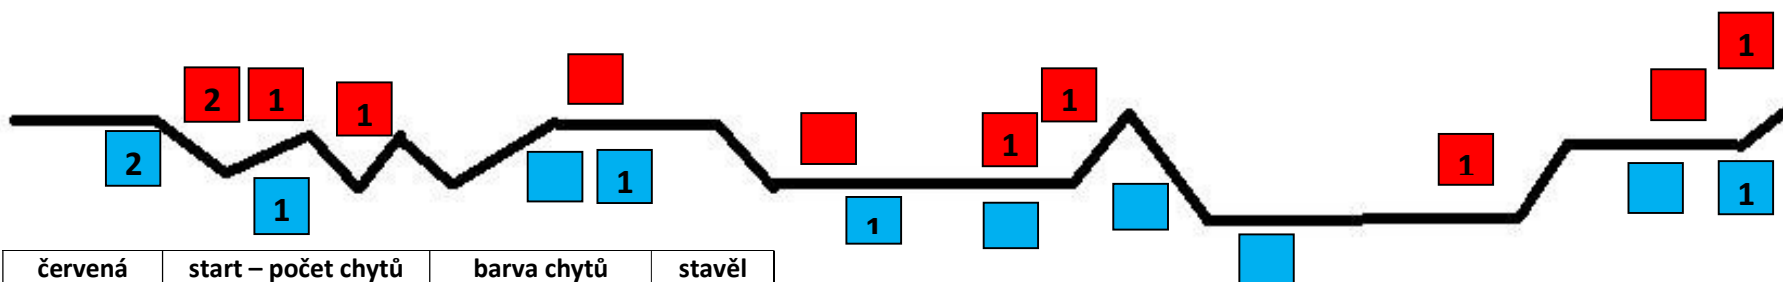 1
2 1 1 1 1 1
2 1 1 1 1
červená start – počet chytů barva chytů stavěl